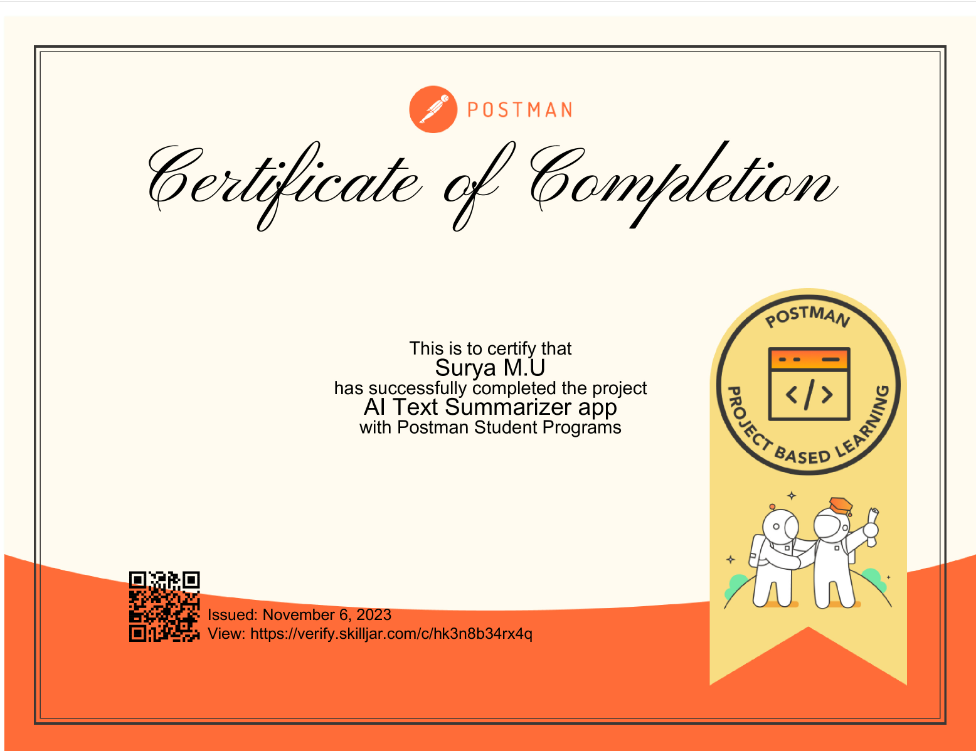 POSTMAN
Certificate of Completion
This is to certify that
Surya M.U
has successfully completed the project
AI Text Summarizer app
with Postman Student Programs
POSTMAN
</>
PROJECT BASED LEARNING
Issued: November 6, 2023
View: https://verify.skilljar.com/c/hk3n8b34rx4q